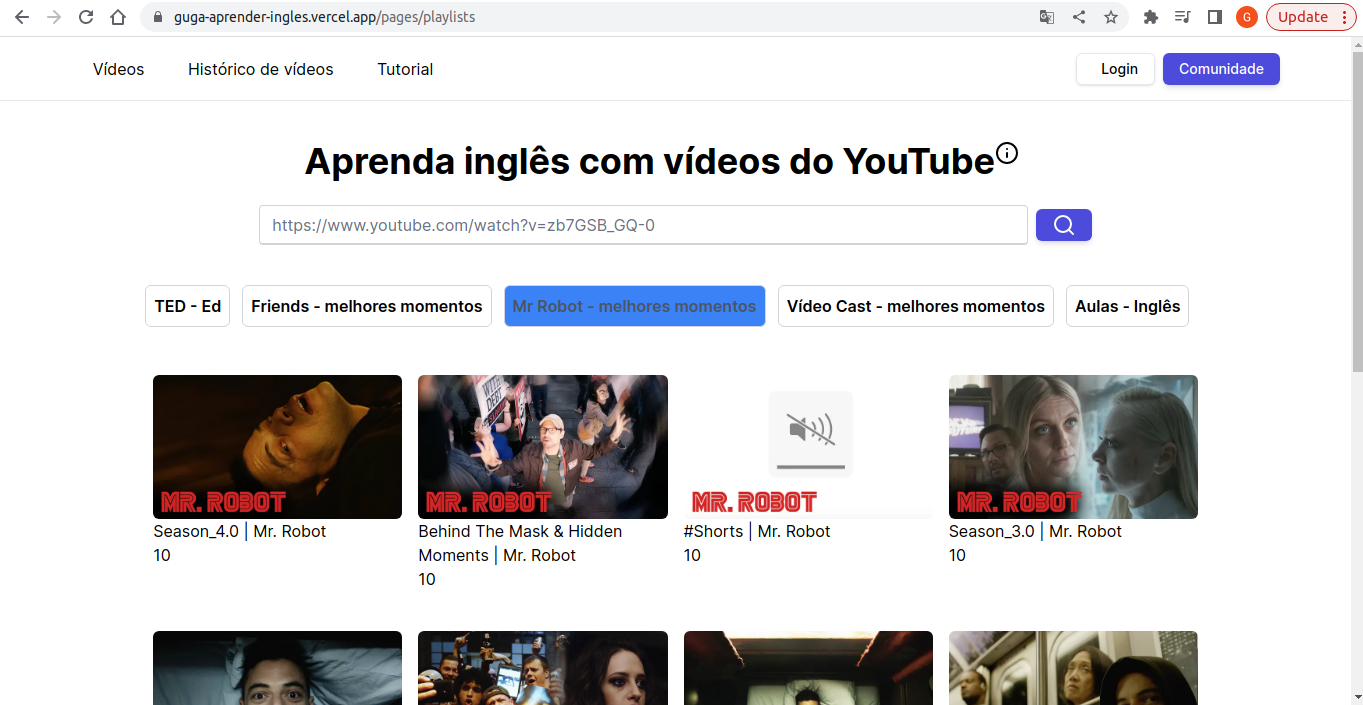 guga-aprender-ingles.vercel.app/pages/playlists
G
Update
Vídeos Histórico de vídeos Tutorial Login Comunidade
Aprenda inglês com vídeos do YouTube
https://www.youtube.com/watch?v=zb7GSB_GQ-0
TED - Ed Friends - melhores momentos Mr Robot - melhores momentos Vídeo Cast - melhores momentos Aulas - Inglês
WITH
DEBT
MR. ROBOT MR. ROBOT MR. ROBOT MR. ROBOT
Season_4.0 | Mr. Robot
10
Behind The Mask & Hidden
Moments | Mr. Robot
10
#Shorts | Mr. Robot
10
Season_3.0 | Mr. Robot
10